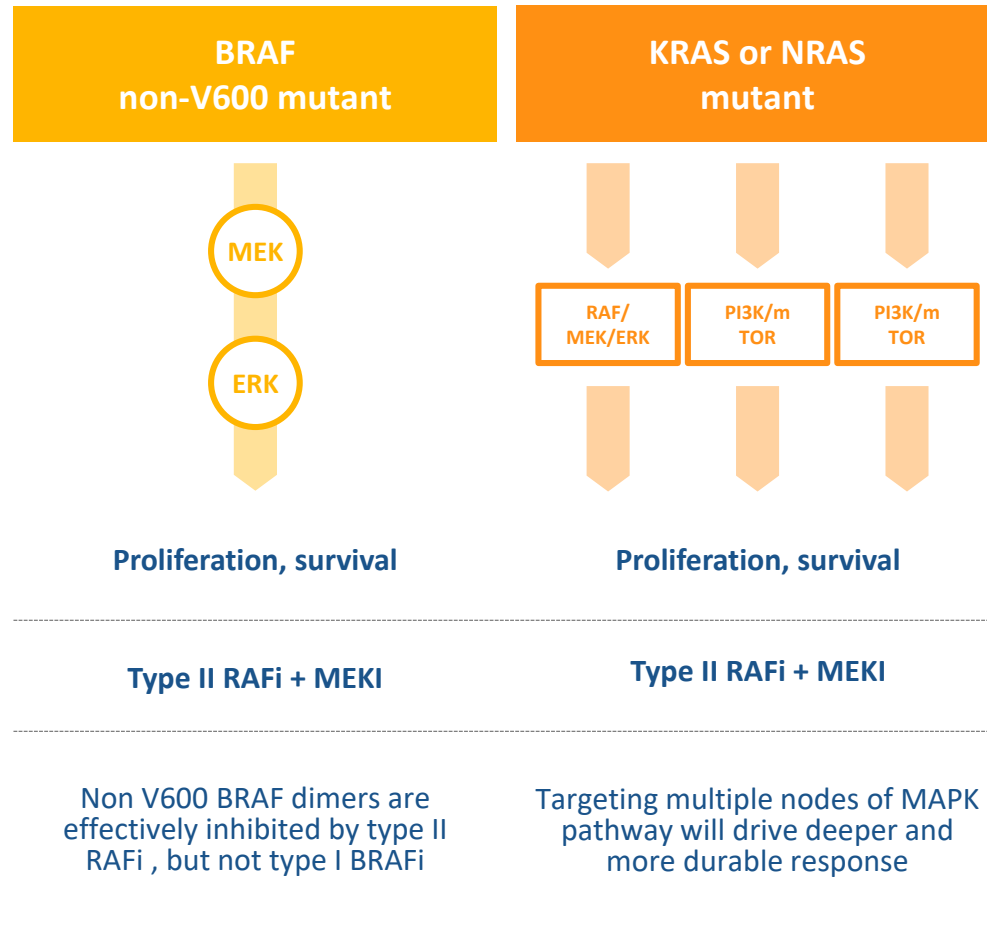 BRAF
non-V600 mutant
MEK
ERK
Proliferation, survival
Type II RAFi + MEKI
Non V600 BRAF dimers are
effectively inhibited by type II
RAFi , but not type I BRAFi
KRAS or NRAS
mutant
RAF/
MEK/ERK
PI3K/m
TOR
PI3K/m
TOR
Proliferation, survival
Type II RAFi + MEKI
Targeting multiple nodes of MAPK
pathway will drive deeper and
more durable response